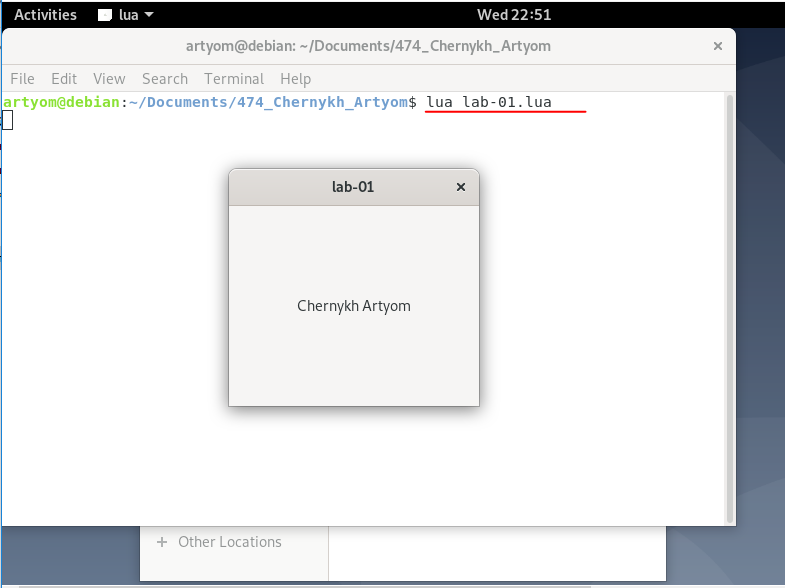 Activities lua Wed 22:51
artyom@debian: ~/Documents/474_Chernykh_Artyom
File Edit View Search Terminal Help
artyom@debian:~/Documents/474_Chernykh_Artyom$ lua lab-01.lua
lab-01
Chernykh Artyom
Other Locations